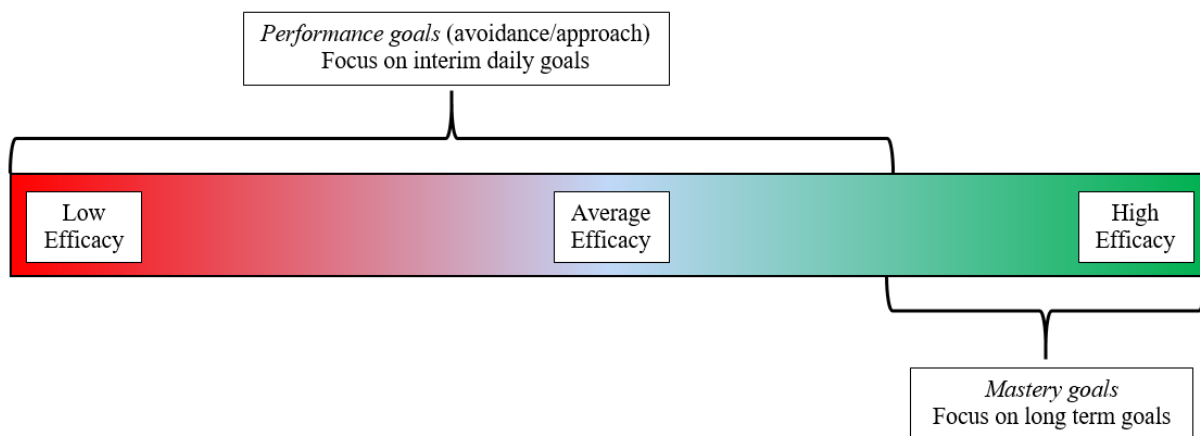 Performance goals (avoidance/approach)
Focus on interim daily goals
Low
Efficacy
Average
Efficacy
High
Efficacy
Mastery goals
Focus on long term goals